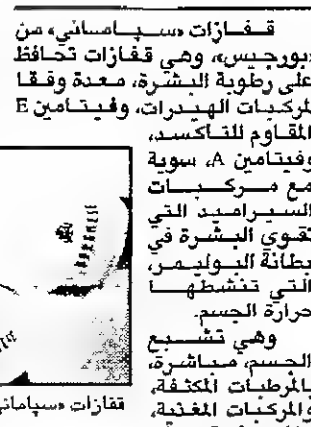 قفازات «سپاماساني» من
«بورجيس»، وهي قفازات تحافظ
على رطوبة البشرة، معدة وفقا
لمركبات الهيدرات، وفيتامين E
المقاوم للتأكسد،
وفيتامين A، سوية
مع مركبات
السيراميد التي
تقوي البشرة في
بطانة البوليمر،
التي تنشطها
حرارة الجسم.
وهي تشبع
الجسم، مباشرة،
بالمرطبات المكثفة،
والمركبات المغذية،
قفازات «سپاماني